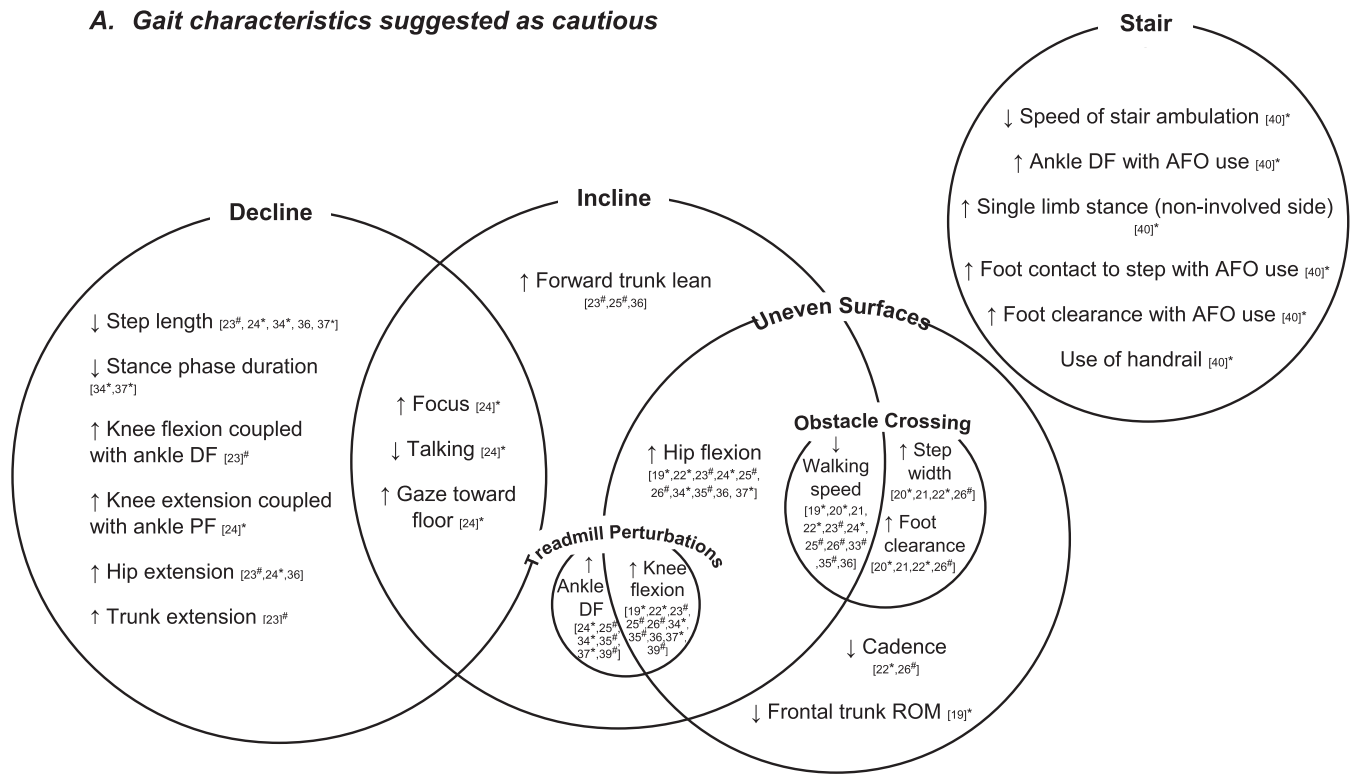 A. Gait characteristics suggested as cautious
Stair
↓ Speed of stair ambulation [40]*
↑ Ankle DF with AFO use [40]*
↑ Single limb stance (non-involved side)
[40]*
↑ Foot contact to step with AFO use [40]*
↑ Foot clearance with AFO use [40]*
Use of handrail [40]*
Decline
↓ Step length [23#, 24*, 34*, 36, 37*]
↓ Stance phase duration
[34*,37*]
↑ Knee flexion coupled
with ankle DF [23]#
↑ Knee extension coupled
with ankle PF [24]*
↑ Hip extension [23#,24*,36]
↑ Trunk extension [23]#
Incline
↑ Forward trunk lean
[23#,25#,36]
↑ Focus [24]*
↓ Talking [24]*
↑ Gaze toward
floor [24]*
Uneven Surfaces
↑ Hip flexion
[19*,22*,23#,24*,25#,
26#,34*,35#,36, 37*]
Obstacle Crossing
↓
Walking
speed
[19*,20*,21,
22*,23#,24*,
25#,26#,33#
,35#,36]
↑ Step
width
[20*,21,22*,26#]
↑ Foot
clearance
[20*,21,22*,26#]
Treadmill Perturbations
↑
Ankle
DF
[24*,25#,
34*,35#,
37*,39#]
↑ Knee
flexion
[19*,22*,23#,
25#,26#,34*,
35#,36,37*,
39#]
↓ Cadence
[22*,26#]
↓ Frontal trunk ROM [19]*